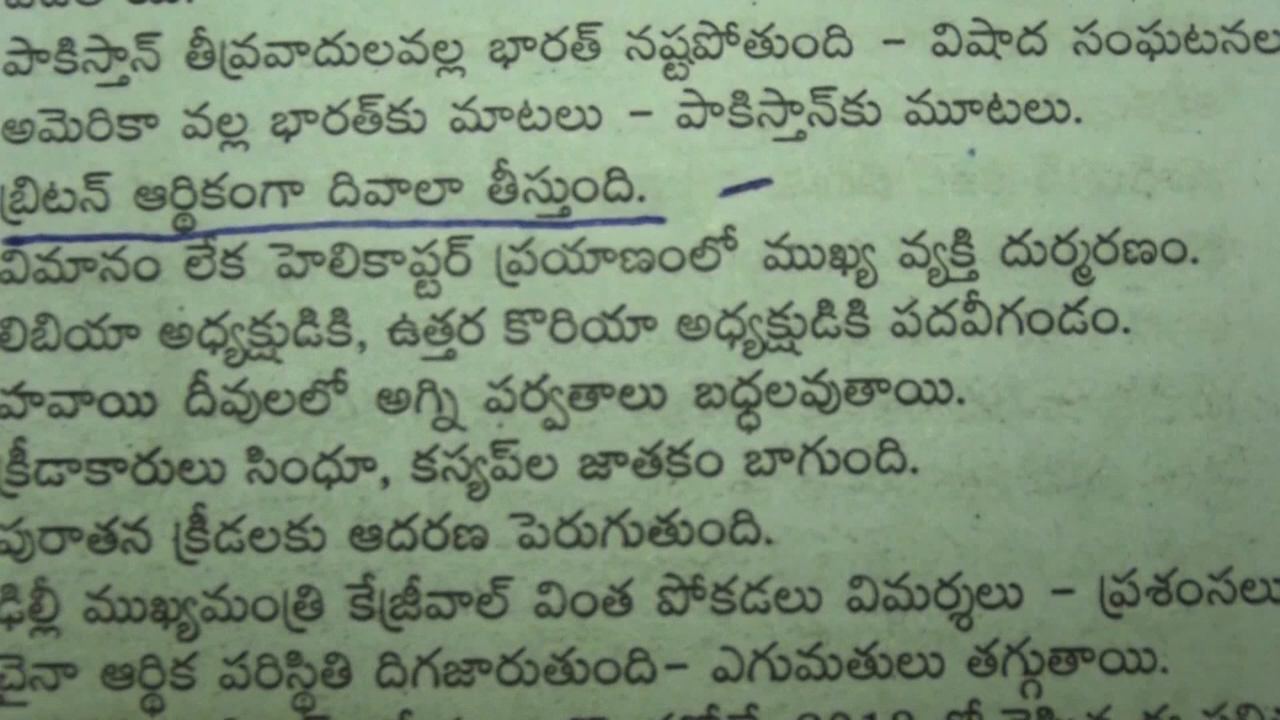 పాకిస్తాన్ తీవ్రవాదులవల్ల భారత్ నష్టపోతుంది - విషాద సంఘటనల
అమెరికా వల్ల భారత్‌కు మాటలు - పాకిస్తాన్‌కు మూటలు.
బ్రిటన్ ఆర్థికంగా దివాలా తీస్తుంది.
విమానం లేక హెలికాప్టర్ ప్రయాణంలో ముఖ్య వ్యక్తి దుర్మరణం.
లిబియా అధ్యక్షుడికి, ఉత్తర కొరియా అధ్యక్షుడికి పదవీగండం.
హవాయి దీవులలో అగ్ని పర్వతాలు బద్ధలవుతాయి.
క్రీడాకారులు సింధూ, కస్యప్‌ల జాతకం బాగుంది.
పురాతన క్రీడలకు ఆదరణ పెరుగుతుంది.
ఢిల్లీ ముఖ్యమంత్రి కేజ్రీవాల్ వింత పోకడలు విమర్శలు - ప్రశంసలు
చైనా ఆర్థిక పరిస్థితి దిగజారుతుంది- ఎగుమతులు తగ్గుతాయి.